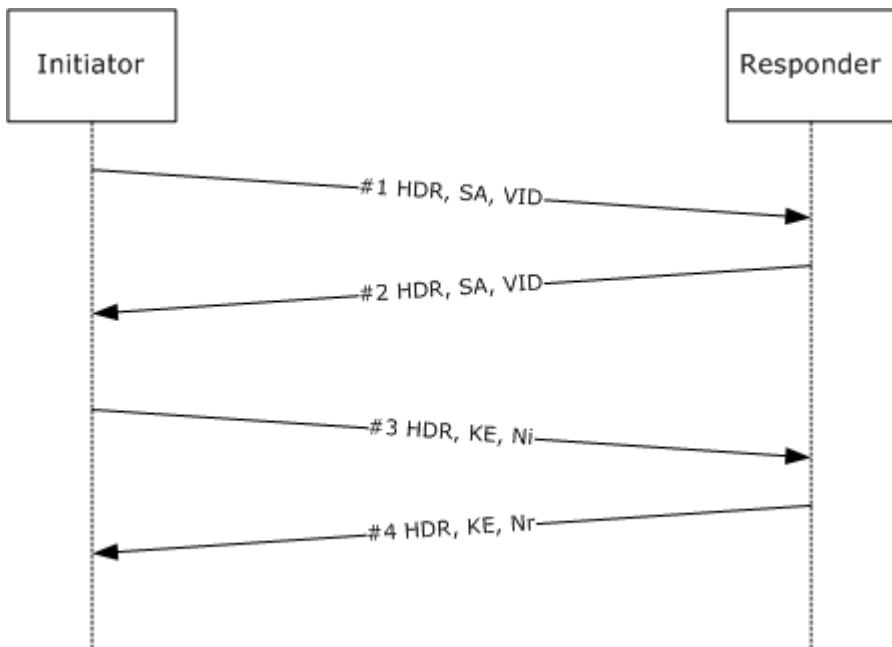 Initiator
Responder
#1 HDR, SA, VID
#2 HDR, SA, VID
#3 HDR, KE, Ni
#4 HDR, KE, Nr